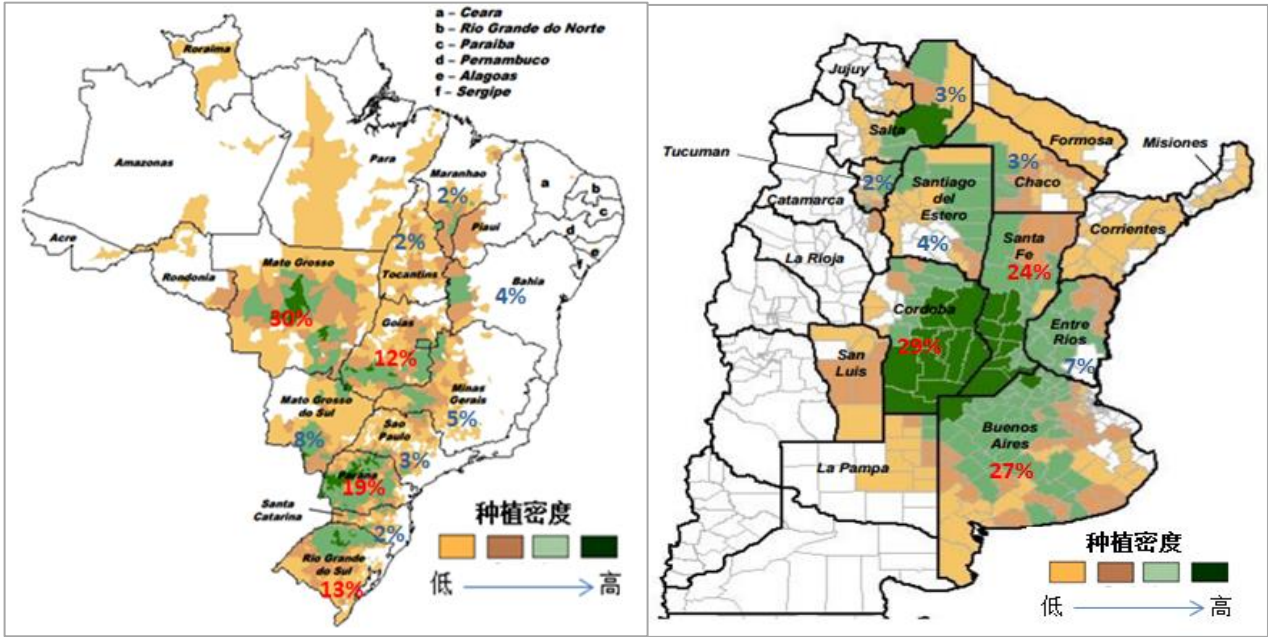 a – Ceara
b – Rio Grande do Norte
c – Paraiba
d – Pernambuco
e – Alagoas
f – Sergipe
Roraima
Amazonas
Para
Maranhao
2%
a
b
c
d
e
f
Piaui
Acre
Rondonia
Mato Grosso
30%
2%
Tocantins
Bahia
4%
Goias
12%
Mato Grosso
do Sul
8%
Minas
Gerais
5%
Sao
Paulo
3%
Parana
19%
Santa
Catarina
2%
Rio Grande
do Sul
13%
种植密度
低
高
Jujuy
3%
Salta
Formosa
Misiones
Tucuman
2%
3%
Chaco
Catamarca
Santiago
del
Estero
4%
Santa
Fe
24%
Corrientes
La Rioja
Cordoba
29%
Entre
Rios
7%
San
Luis
Buenos
Aires
27%
La Pampa
种植密度
低
高